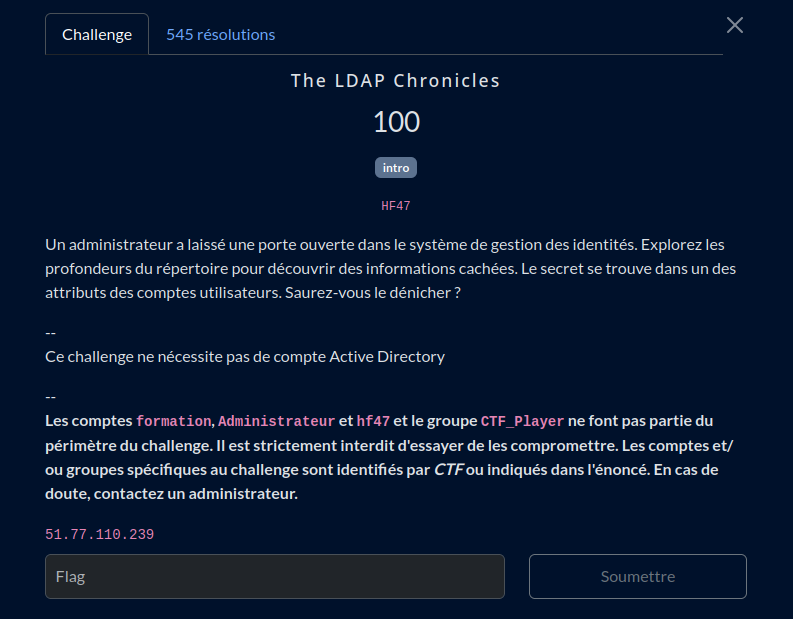 Challenge
545 résolutions
The LDAP Chronicles
100
intro
HF47
Un administrateur a laissé une porte ouverte dans le système de gestion des identités. Explorez les
profondeurs du répertoire pour découvrir des informations cachées. Le secret se trouve dans un des
attributs des comptes utilisateurs. Saurez-vous le dénicher ?
--
Ce challenge ne nécessite pas de compte Active Directory
--
Les comptes formation, Administrateur et hf47 et le groupe CTF_Player ne font pas partie du
périmètre du challenge. Il est strictement interdit d'essayer de les compromettre. Les comptes et/
ou groupes spécifiques au challenge sont identifiés par CTF ou indiqués dans l'énoncé. En cas de
doute, contactez un administrateur.
51.77.110.239
Flag
Soumettre